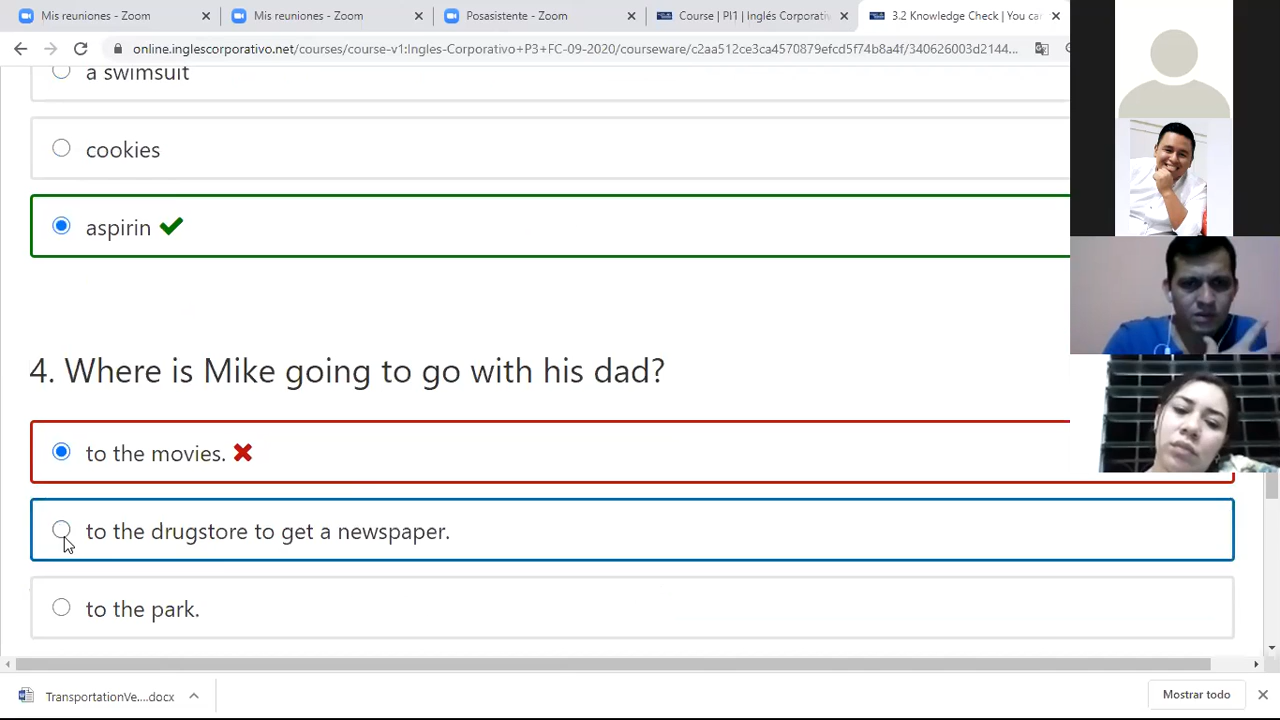 Mis reuniones - Zoom
Mis reuniones - Zoom
Posasistente - Zoom
Course | PI1 | Inglés Corporativ
3.2 Knowledge Check | You ca
online.inglescorporativo.net/courses/course-v1:Ingles-Corporativo+P3+FC-09-2020/courseware/c2aa512ce3ca4570879efcd5f74b8a4f/340626003d2144...
a swimsuit
cookies
aspirin
4. Where is Mike going to go with his dad?
to the movies.
to the drugstore to get a newspaper.
to the park.
TransportationVe....docx
Mostrar todo